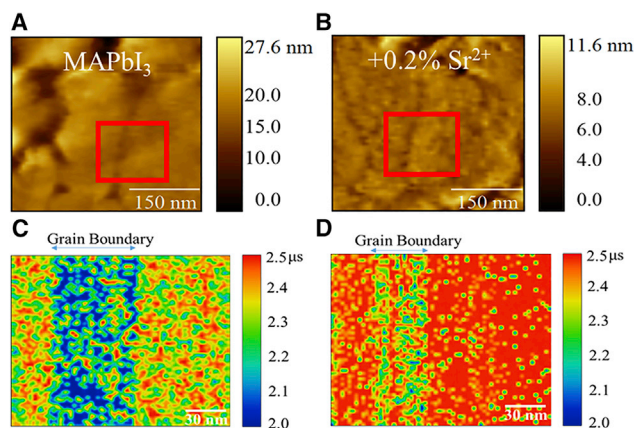 A
MAPbI₃
150 nm
27.6 nm
20.0
15.0
10.0
0.0
B
+0.2% Sr²⁺
150 nm
11.6 nm
8.0
6.0
4.0
0.0
C
Grain Boundary
30 nm
2.5 μs
2.4
2.3
2.2
2.1
2.0
D
Grain Boundary
30 nm
2.5 μs
2.4
2.3
2.2
2.1
2.0